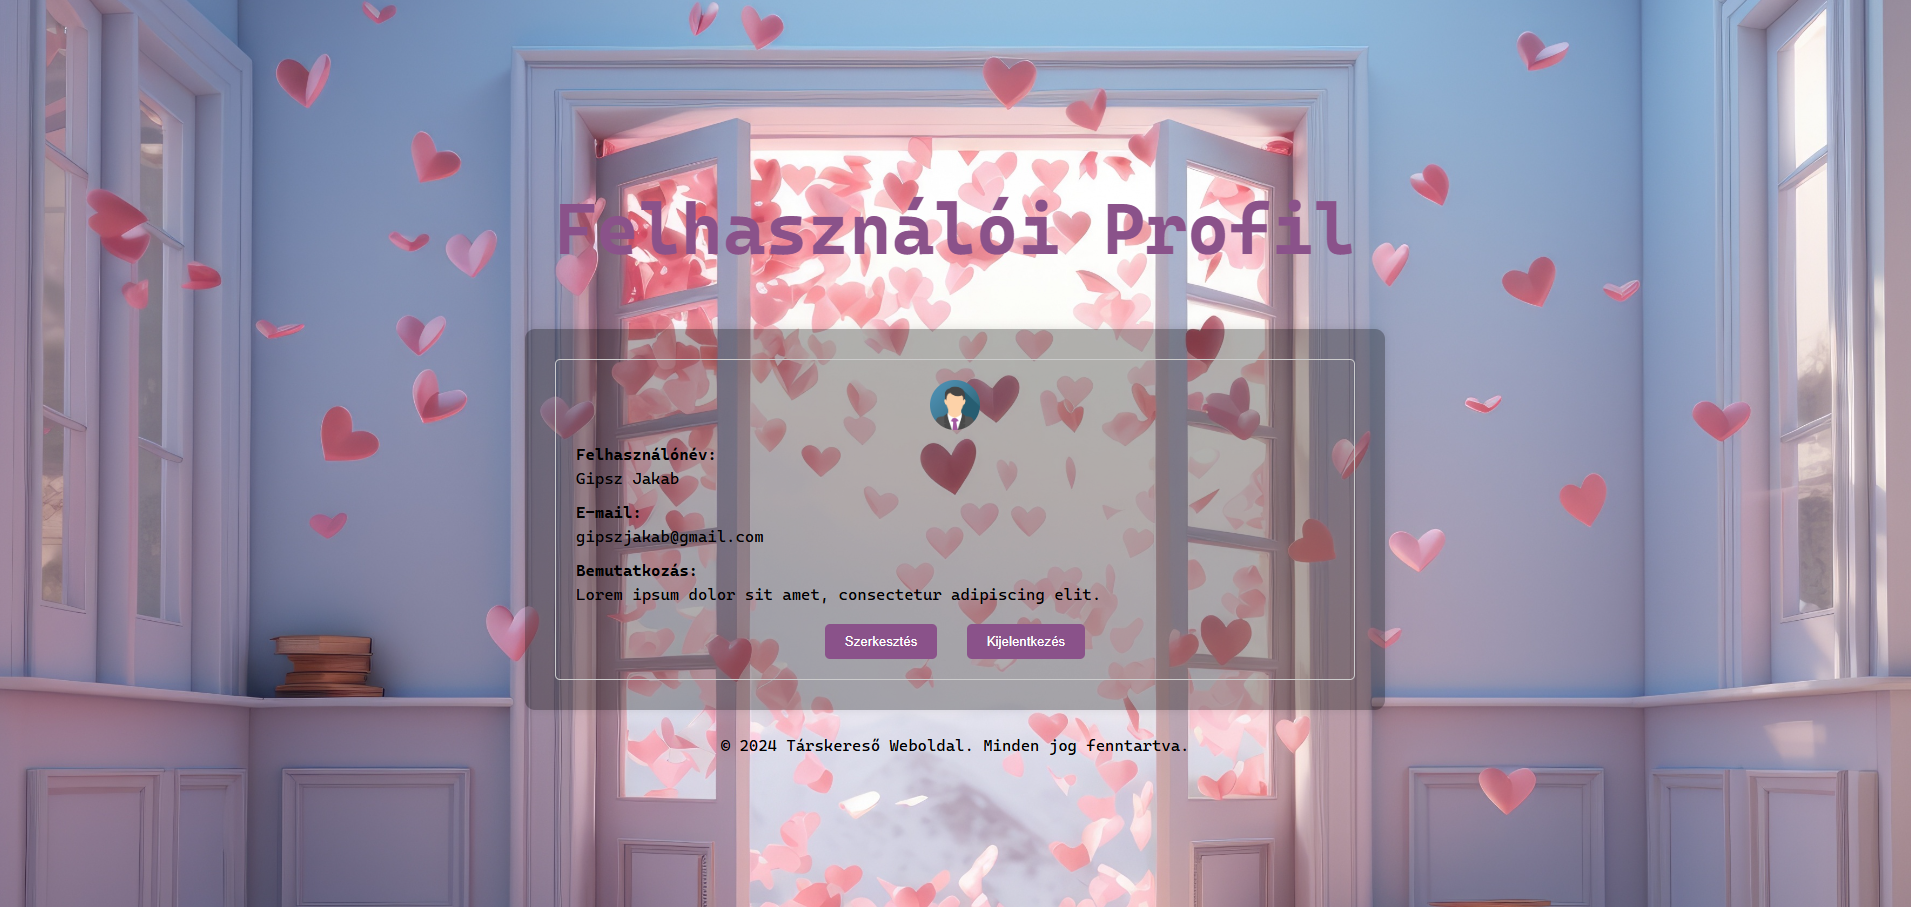 Felhasználói Profil
Felhasználónév:
Gipsz Jakab
E-mail:
gipszjakab@gmail.com
Bemutatkozás:
Lorem ipsum dolor sit amet, consectetur adipiscing elit.
Szerkesztés Kijelentkezés
© 2024 Társkereső Weboldal. Minden jog fenntartva.